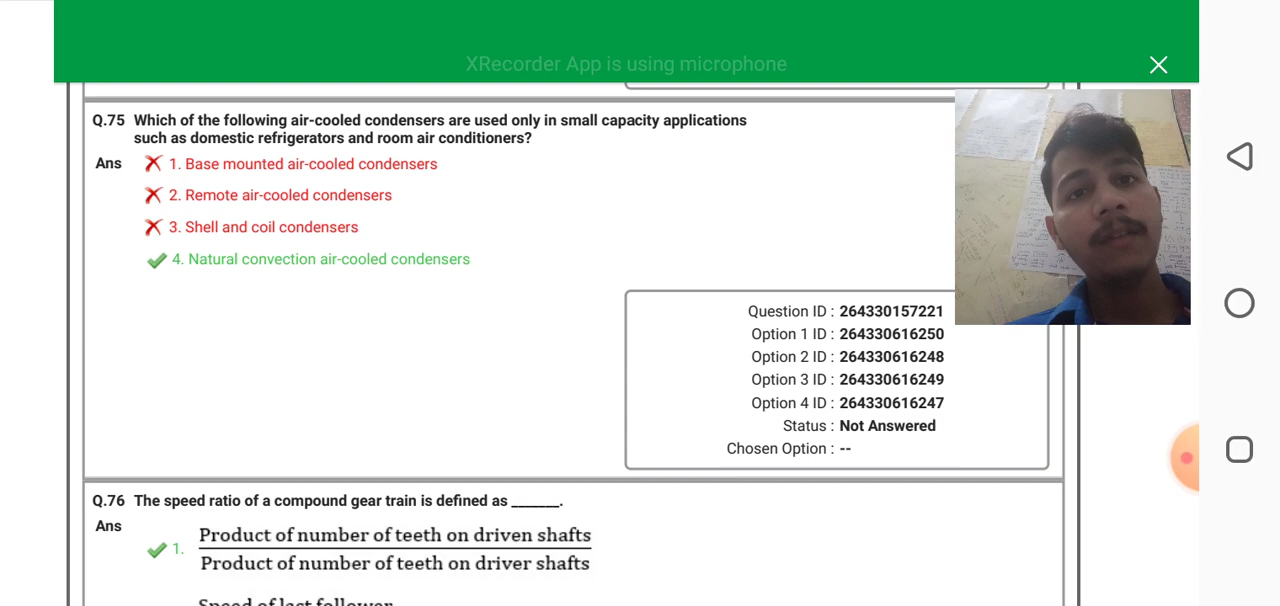 XRecorder App is using microphone
Q.75 Which of the following air-cooled condensers are used only in small capacity applications
such as domestic refrigerators and room air conditioners?
Ans 1. Base mounted air-cooled condensers
2. Remote air-cooled condensers
3. Shell and coil condensers
4. Natural convection air-cooled condensers
Question ID : 264330157221
Option 1 ID : 264330616250
Option 2 ID : 264330616248
Option 3 ID : 264330616249
Option 4 ID : 264330616247
Status : Not Answered
Chosen Option : --
Q.76 The speed ratio of a compound gear train is defined as _______.
Ans
1. Product of number of teeth on driven shafts
Product of number of teeth on driver shafts
Speed of last follower